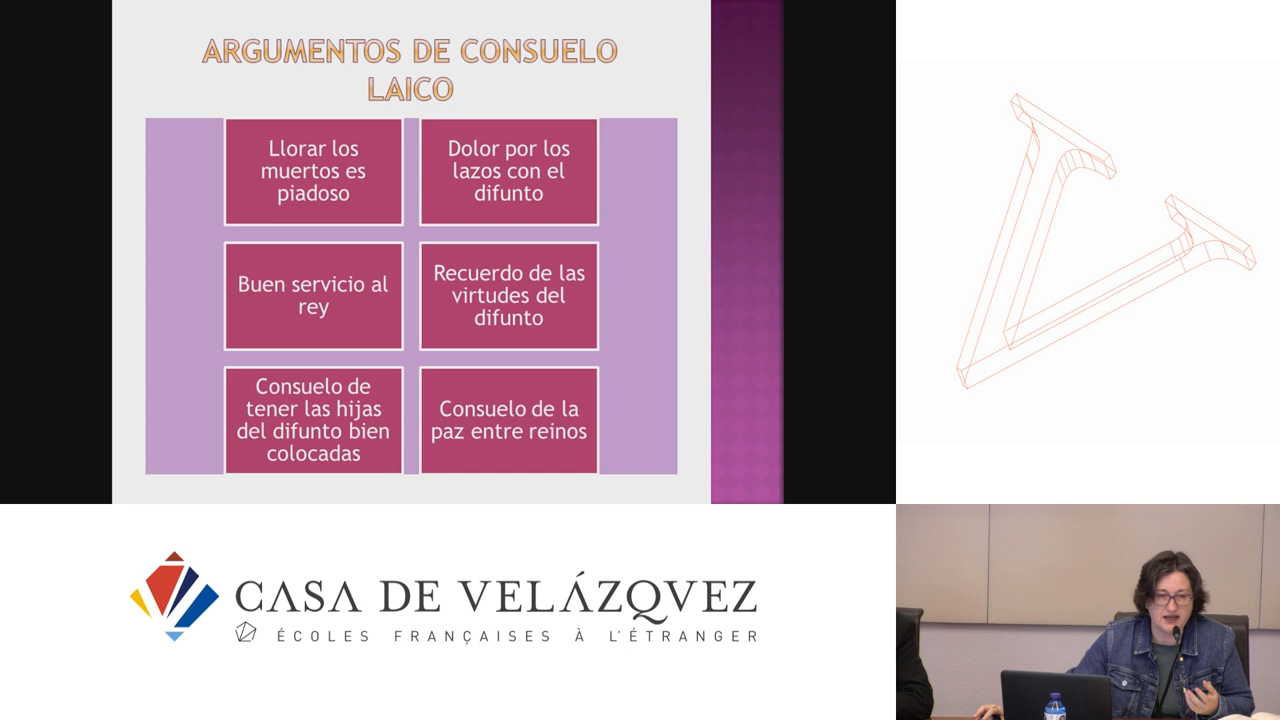 ARGUMENTOS DE CONSUELO
LAICO
Llorar los
muertos es
piadoso
Dolor por los
lazos con el
difunto
Buen servicio al
rey
Recuerdo de las
virtudes del
difunto
Consuelo de
tener las hijas
del difunto bien
colocadas
Consuelo de la
paz entre reinos
CASA DE VELÁZQVEZ
ÉCOLES FRANÇAISES À L'ÉTRANGER